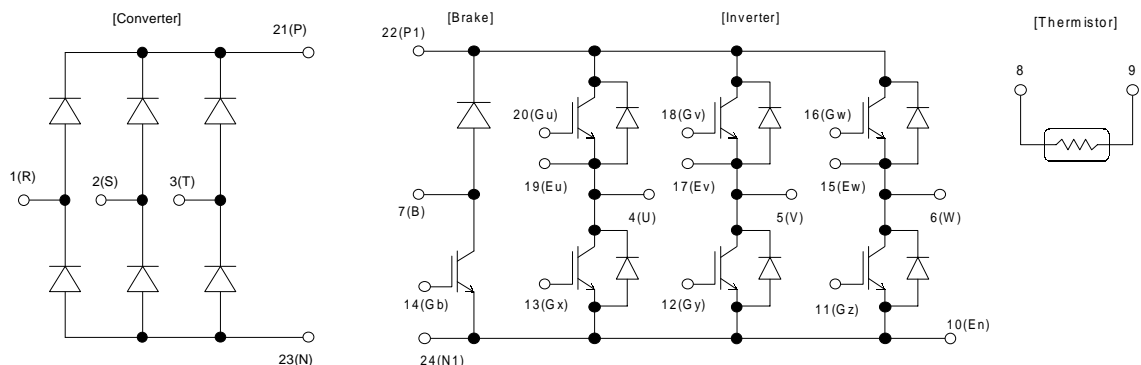 [Converter]
[Brake]
[Inverter]
[Thermistor]
21(P)
22(P1)
8
9
20(Gu)
18(Gv)
16(Gw)
1(R)
2(S)
3(T)
19(Eu)
17(Ev)
15(Ew)
7(B)
4(U)
5(V)
6(W)
14(Gb)
13(Gx)
12(Gy)
11(Gz)
10(En)
23(N)
24(N1)